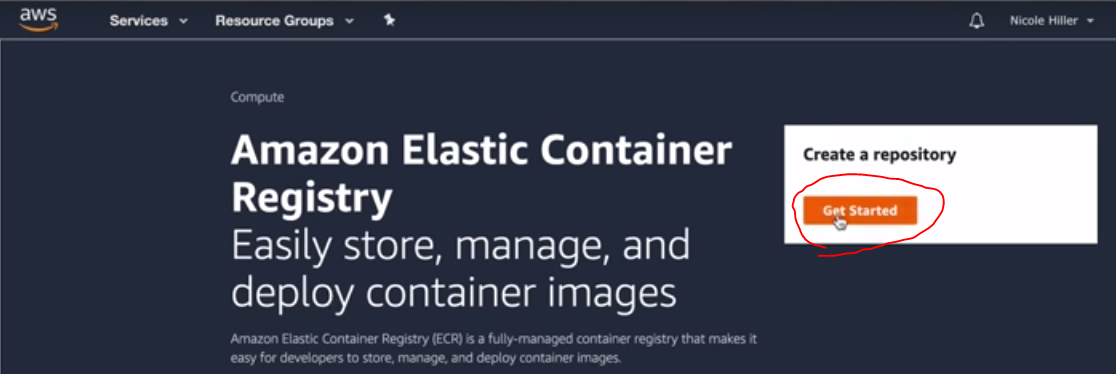 aws Services Resource Groups Nicole Hiller
Compute
Amazon Elastic Container
Registry
Easily store, manage, and
deploy container images
Amazon Elastic Container Registry (ECR) is a fully-managed container registry that makes it
easy for developers to store, manage, and deploy container images.
Create a repository
Get Started